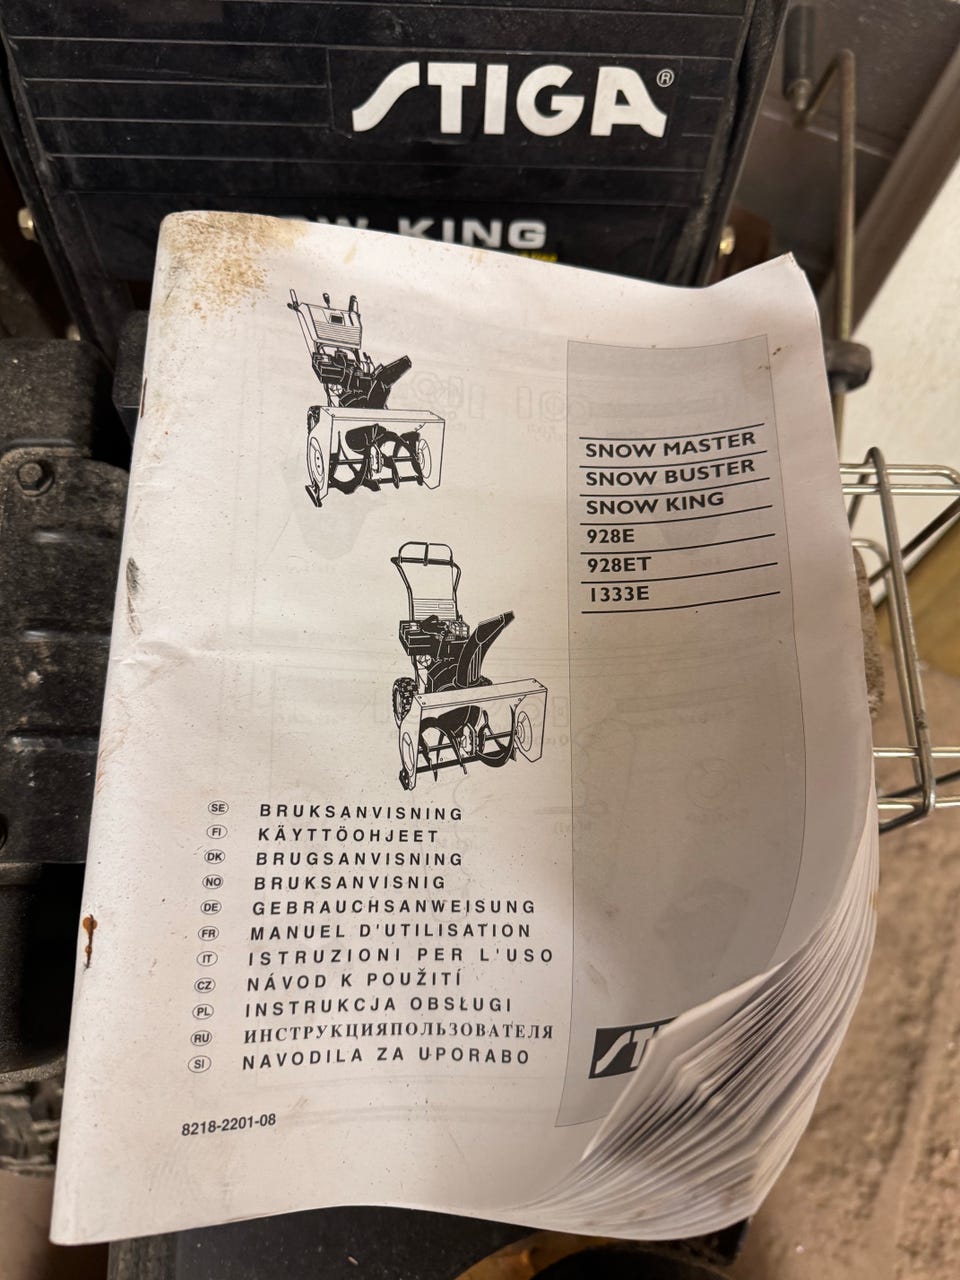 STIGA®
KING
SNOW MASTER
SNOW BUSTER
SNOW KING
928E
928ET
1333E
SE BRUKSANVISNING
FI KÄYTTÖOHJEET
DK BRUGSANVISNING
NO BRUKSANVISNIG
DE GEBRAUCHSANWEISUNG
FR MANUEL D'UTILISATION
IT ISTRUZIONI PER L'USO
CZ NÁVOD K POUŽITÍ
PL INSTRUKCJA OBSŁUGI
RU ИНСТРУКЦИЯПОЛЬЗОВАТЕЛЯ
SI NAVODILA ZA UPORABO
8218-2201-08